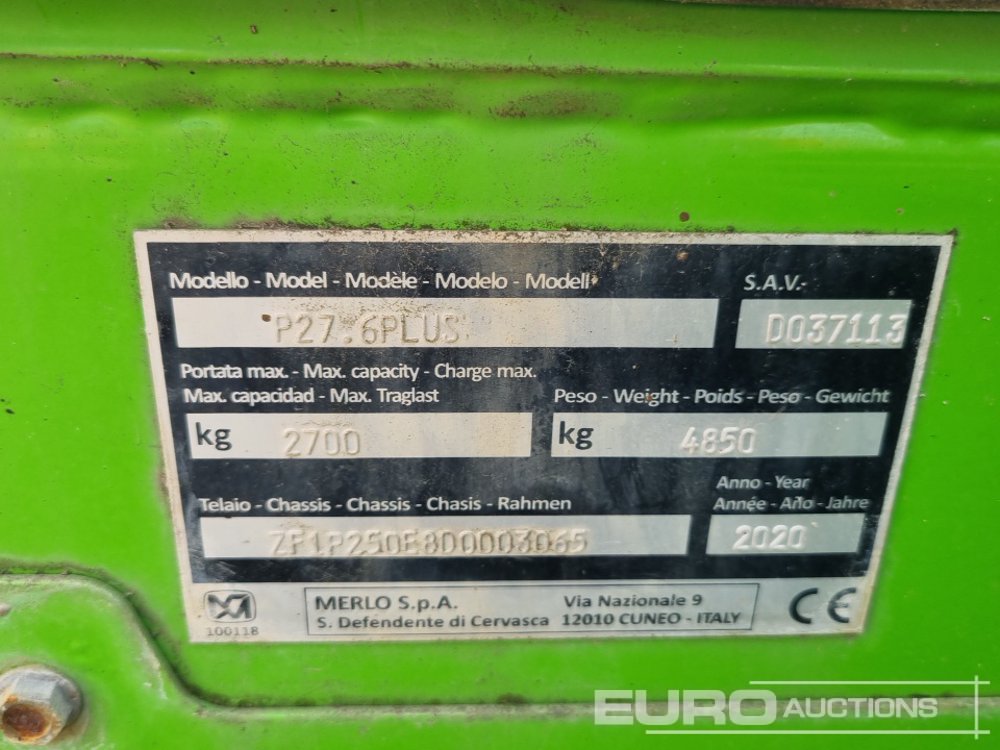 Modello - Model - Modèle - Modelo - Modell
S.A.V.
P27.6PLUS
D037113
Portata max. - Max. capacity - Charge max.
Max. capacidad - Max. Traglast
Peso - Weight - Poids - Peso - Gewicht
kg 2700
kg 4850
Telaio - Chassis - Chassis - Chasis - Rahmen
Anno - Year
Année - Año - Jahre
ZF1P250E8D0003065
2020
MERLO S.p.A. Via Nazionale 9
S. Defendente di Cervasca 12010 CUNEO - ITALY
CE
100118
EURO AUCTIONS